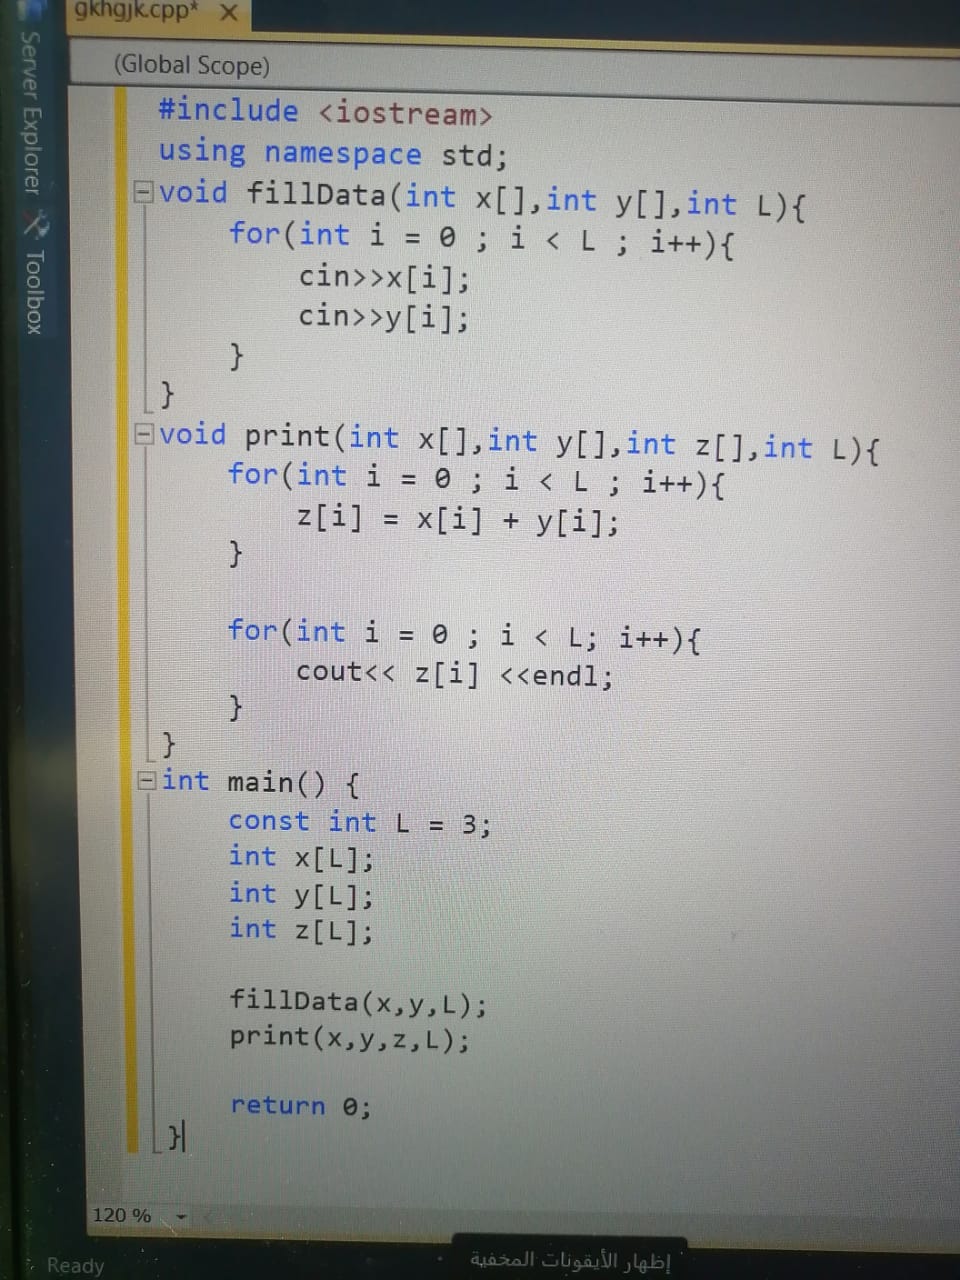 gkhgjk.cpp* X
Server Explorer
Toolbox
(Global Scope)
#include <iostream>
using namespace std;
void fillData(int x[],int y[],int L){
for(int i = 0 ; i < L ; i++){
cin>>x[i];
cin>>y[i];
}
}
void print(int x[],int y[],int z[],int L){
for(int i = 0 ; i < L ; i++){
z[i] = x[i] + y[i];
}
for(int i = 0 ; i < L; i++){
cout<< z[i] <<endl;
}
}
int main() {
const int L = 3;
int x[L];
int y[L];
int z[L];
fillData(x,y,L);
print(x,y,z,L);
return 0;
}
120 %
إظهار الأيقونات المخفية
Ready